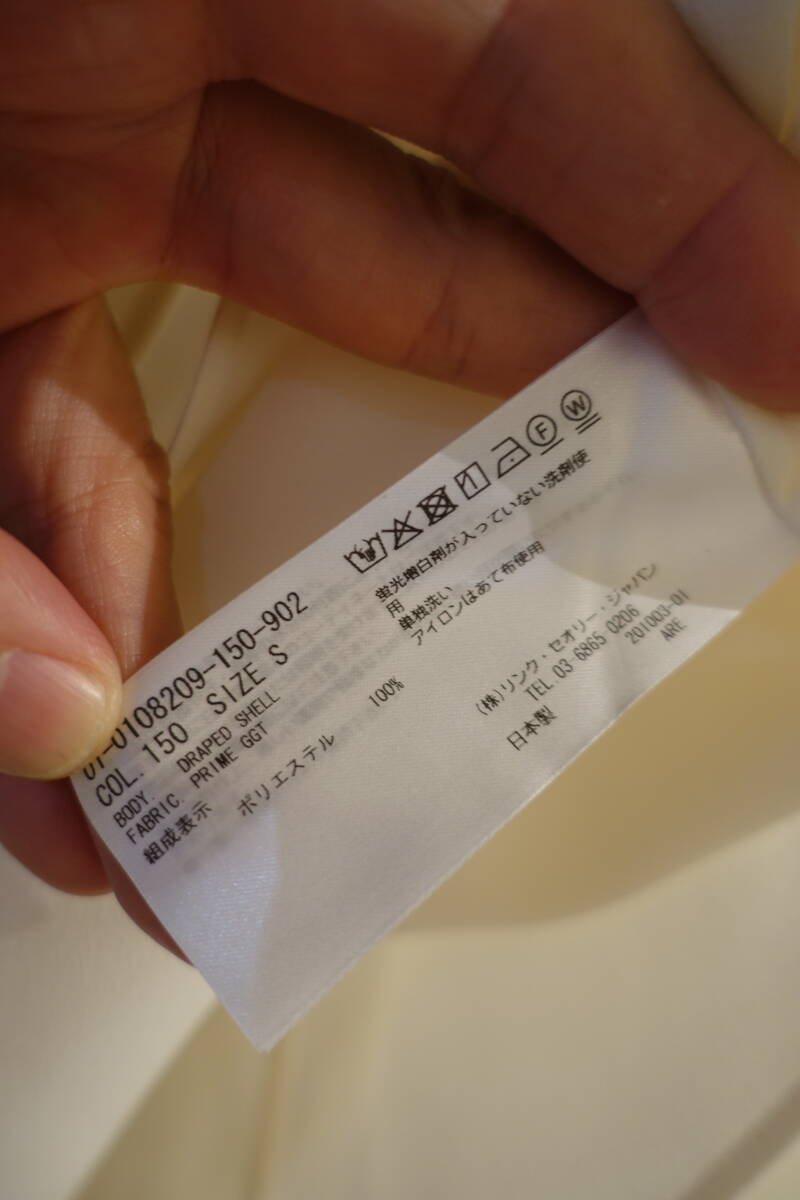 01-0108209-150-902
COL. 150 SIZE S
BODY. DRAPED SHELL
FABRIC. PRIME GGT
組成表示
ポリエステル 100%
F
W
蛍光増白剤が入っていない洗剤使
用
単独洗い
アイロンはあて布使用
(株)リンク・セオリー・ジャパン
TEL. 03-6865 0206
201003-01
ARE
日本製